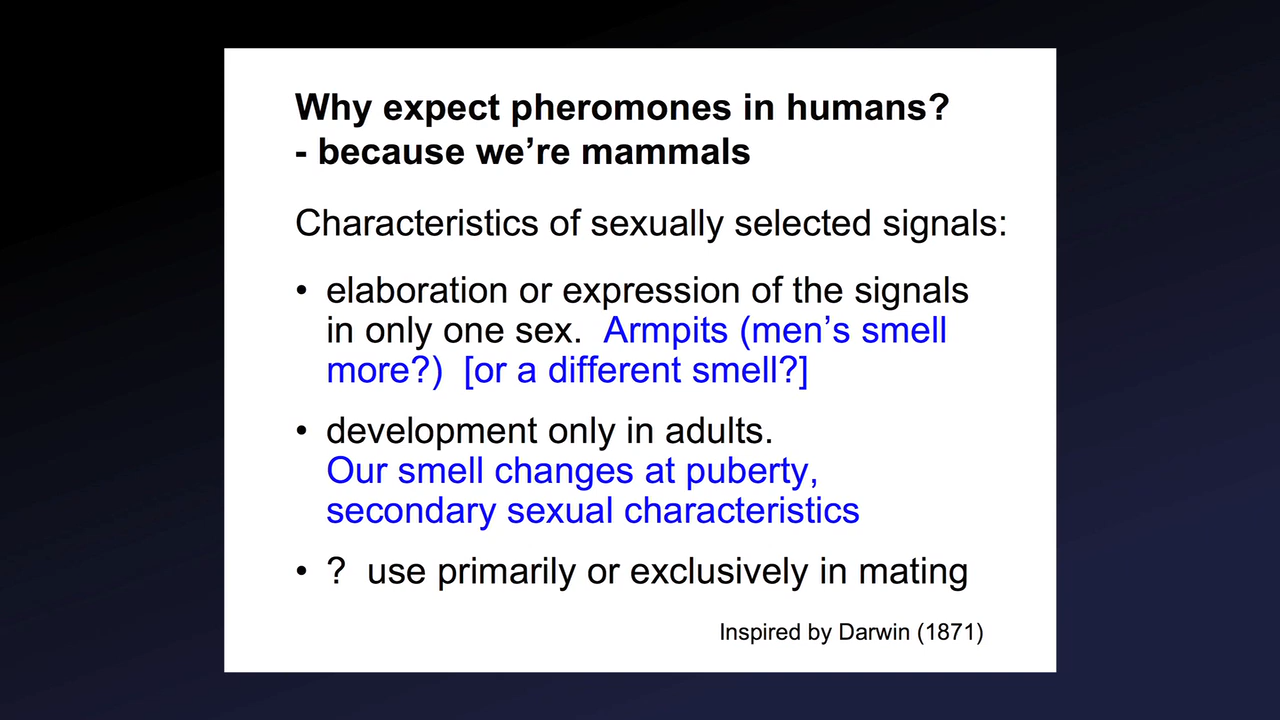 Why expect pheromones in humans?
- because we’re mammals
Characteristics of sexually selected signals:
• elaboration or expression of the signals
in only one sex.  Armpits (men’s smell
more?)  [or a different smell?]
• development only in adults.
Our smell changes at puberty,
secondary sexual characteristics
• ?  use primarily or exclusively in mating
Inspired by Darwin (1871)